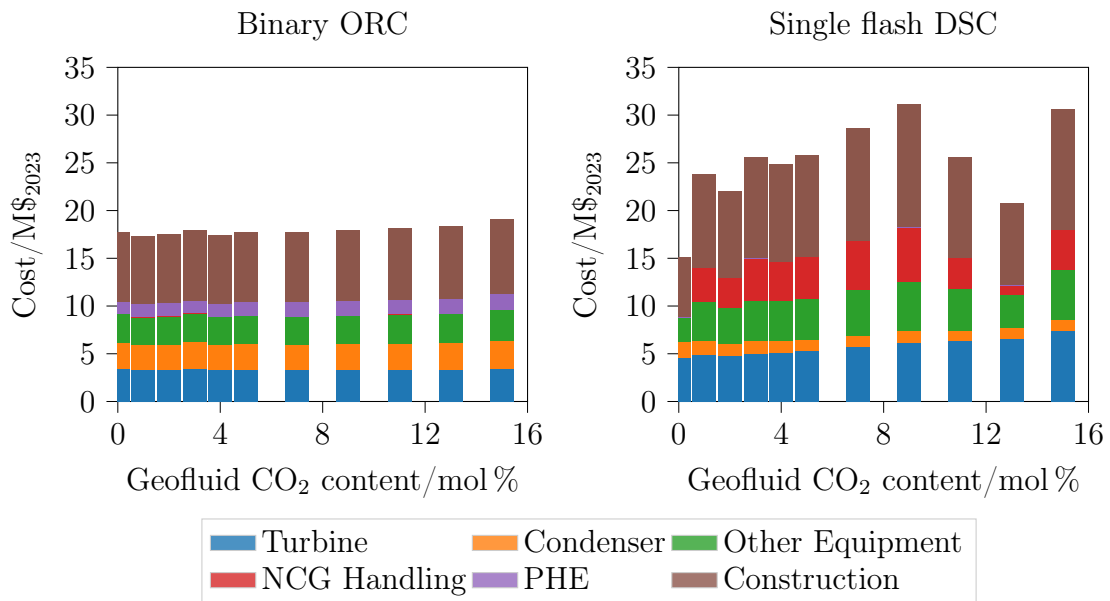 Binary ORC
35
30
25
20
15
10
5
0
Cost/M$₂₀₂₃
0 4 8 12 16
Geofluid CO₂ content/mol %
Single flash DSC
35
30
25
20
15
10
5
0
Cost/M$₂₀₂₃
0 4 8 12 16
Geofluid CO₂ content/mol %
Turbine Condenser Other Equipment
NCG Handling PHE Construction